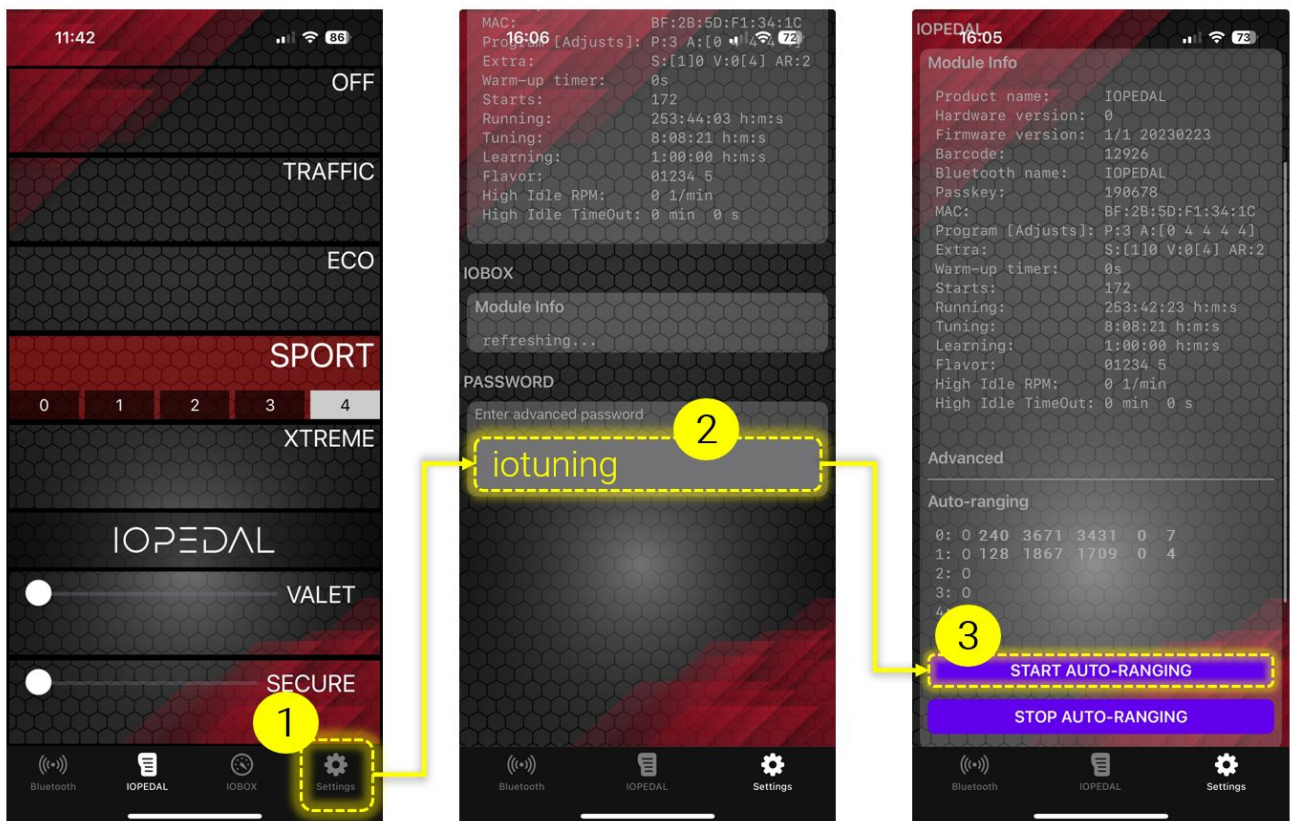 11:42
86
OFF
TRAFFIC
ECO
SPORT
0 1 2 3 4
XTREME
IOPEDAL
VALET
SECURE
1
Bluetooth IOPEDAL IOBOX Settings
MAC: BF:2B:5D:F1:34:1C
16:06
72
Program [Adjusts]: P:3 A:[0 4 4 4 4]
Extra: S:[1]0 V:0[4] AR:2
Warm-up timer: 0s
Starts: 172
Running: 253:44:03 h:m:s
Tuning: 8:08:21 h:m:s
Learning: 1:00:00 h:m:s
Flavor: 01234 5
High Idle RPM: 0 1/min
High Idle TimeOut: 0 min 0 s
IOBOX
Module Info
refreshing...
PASSWORD
Enter advanced password
2
iotuning
Bluetooth IOPEDAL Settings
IOPEDAL
16:05
73
Module Info
Product name: IOPEDAL
Hardware version: 0
Firmware version: 1/1 20230223
Barcode: 12926
Bluetooth name: IOPEDAL
Passkey: 190678
MAC: BF:2B:5D:F1:34:1C
Program [Adjusts]: P:3 A:[0 4 4 4 4]
Extra: S:[1]0 V:0[4] AR:2
Warm-up timer: 0s
Starts: 172
Running: 253:42:23 h:m:s
Tuning: 8:08:21 h:m:s
Learning: 1:00:00 h:m:s
Flavor: 01234 5
High Idle RPM: 0 1/min
High Idle TimeOut: 0 min 0 s
Advanced
Auto-ranging
0: 0 240 3671 3431 0 7
1: 0 128 1867 1709 0 4
2: 0
3: 0
4:
3
START AUTO-RANGING
STOP AUTO-RANGING
Bluetooth IOPEDAL Settings